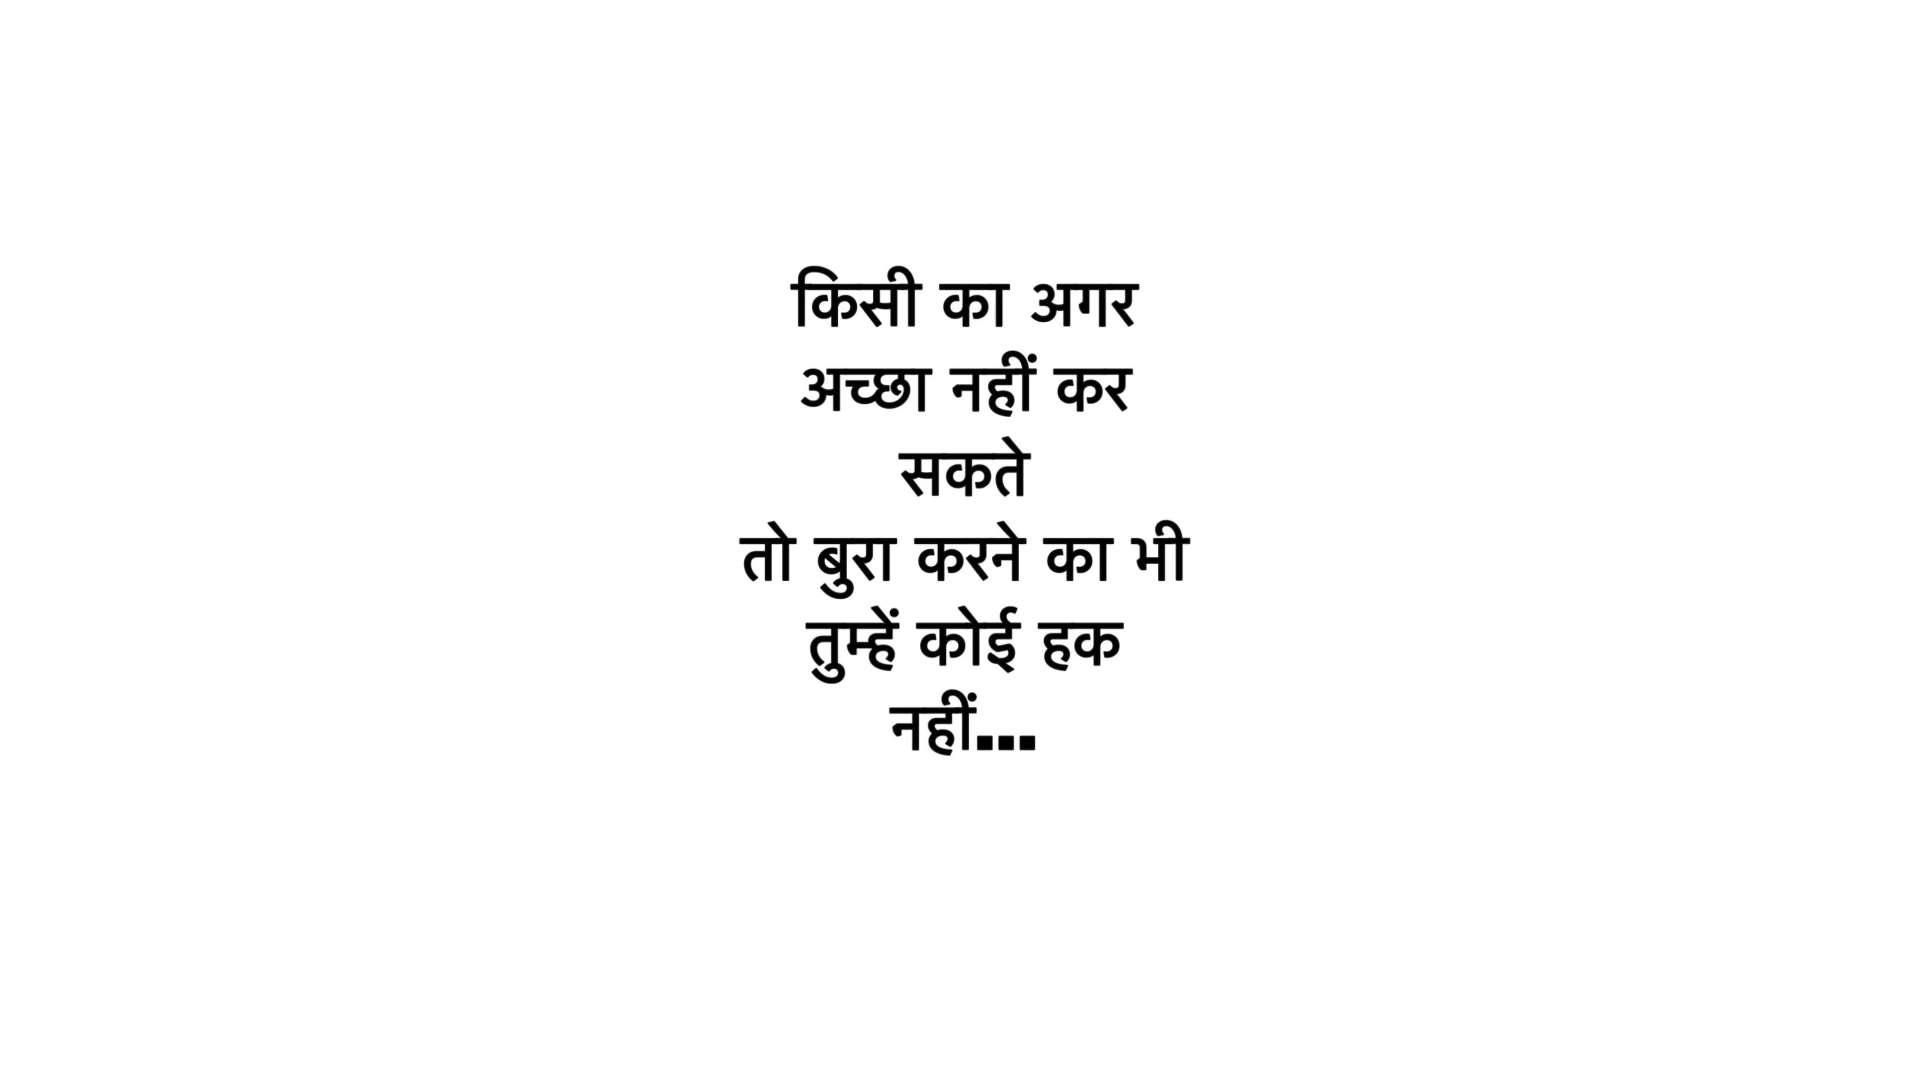 किसी का अगर
अच्छा नहीं कर
सकते
तो बुरा करने का भी
तुम्हें कोई हक
नहीं...